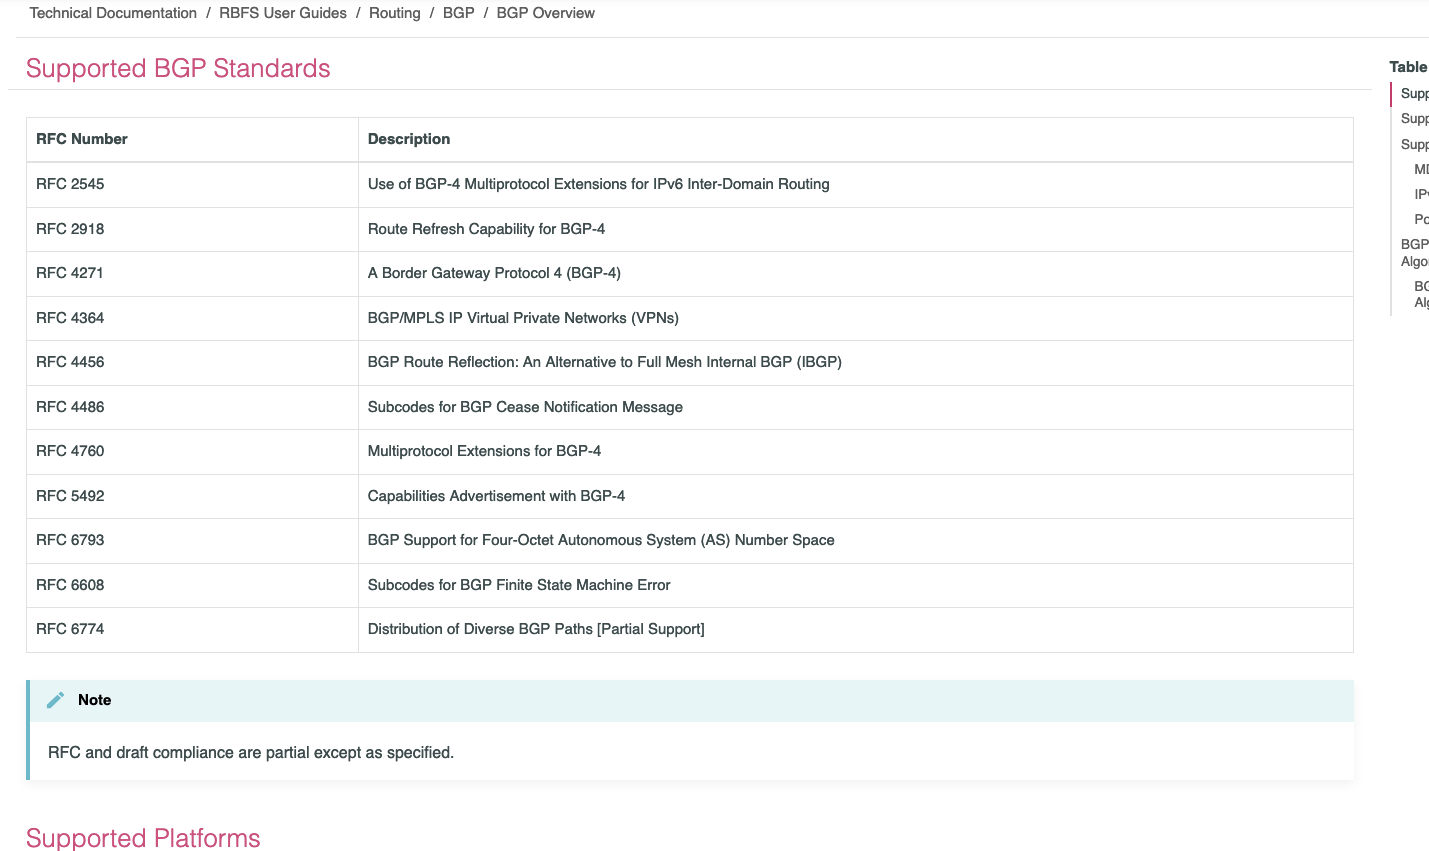 Technical Documentation / RBFS User Guides / Routing / BGP / BGP Overview
Supported BGP Standards
RFC Number Description
RFC 2545 Use of BGP-4 Multiprotocol Extensions for IPv6 Inter-Domain Routing
RFC 2918 Route Refresh Capability for BGP-4
RFC 4271 A Border Gateway Protocol 4 (BGP-4)
RFC 4364 BGP/MPLS IP Virtual Private Networks (VPNs)
RFC 4456 BGP Route Reflection: An Alternative to Full Mesh Internal BGP (IBGP)
RFC 4486 Subcodes for BGP Cease Notification Message
RFC 4760 Multiprotocol Extensions for BGP-4
RFC 5492 Capabilities Advertisement with BGP-4
RFC 6793 BGP Support for Four-Octet Autonomous System (AS) Number Space
RFC 6608 Subcodes for BGP Finite State Machine Error
RFC 6774 Distribution of Diverse BGP Paths [Partial Support]
Note
RFC and draft compliance are partial except as specified.
Supported Platforms
Table
Supp
Supp
Supp
BGP